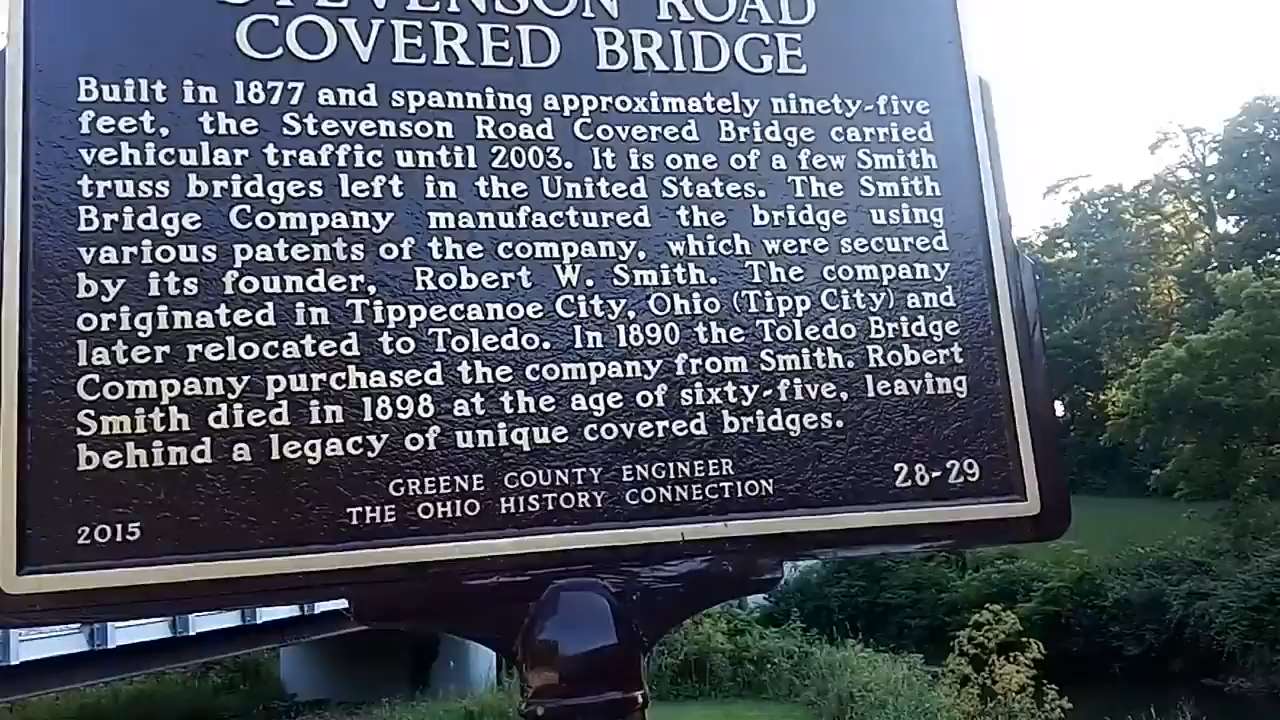 STEVENSON ROAD
COVERED BRIDGE
Built in 1877 and spanning approximately ninety-five
feet, the Stevenson Road Covered Bridge carried
vehicular traffic until 2003. It is one of a few Smith
truss bridges left in the United States. The Smith
Bridge Company manufactured the bridge using
various patents of the company, which were secured
by its founder, Robert W. Smith. The company
originated in Tippecanoe City, Ohio (Tipp City) and
later relocated to Toledo. In 1890 the Toledo Bridge
Company purchased the company from Smith. Robert
Smith died in 1898 at the age of sixty-five, leaving
behind a legacy of unique covered bridges.
GREENE COUNTY ENGINEER
THE OHIO HISTORY CONNECTION
28-29
2015